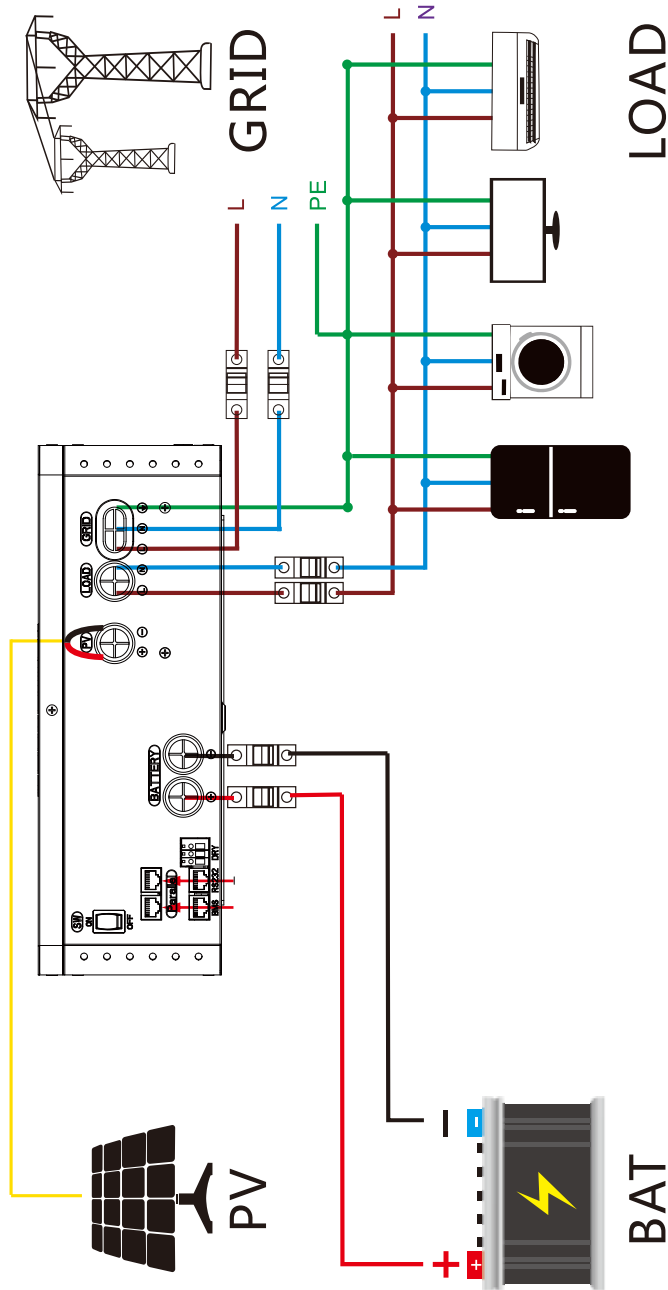 PV
SW
ON
OFF
Parallel
BMS
RS232
DRY
BATTERY
+ -
PV
+ -
LOAD
L N
GRID
L N
GRID
L
N
PE
L
N
+ -
+ -
BAT
LOAD